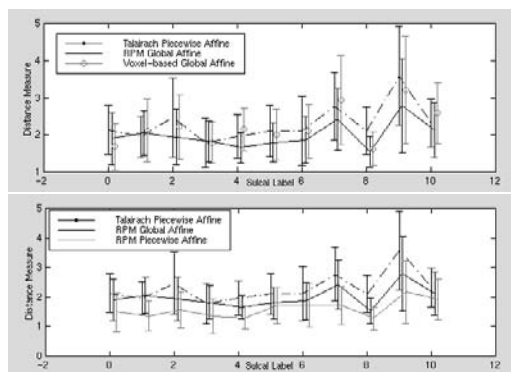 5
4
3
2
1
Distance Measure
Talairach Piecewise Affine
RPM Global Affine
Voxel-based Global Affine
-2 0 2 4 6 8 10 12
Sulcal Label
5
4
3
2
1
0
Distance Measure
Talairach Piecewise Affine
RPM Global Affine
RPM Piecewise Affine
-2 0 2 4 6 8 10 12
Sulcal Label